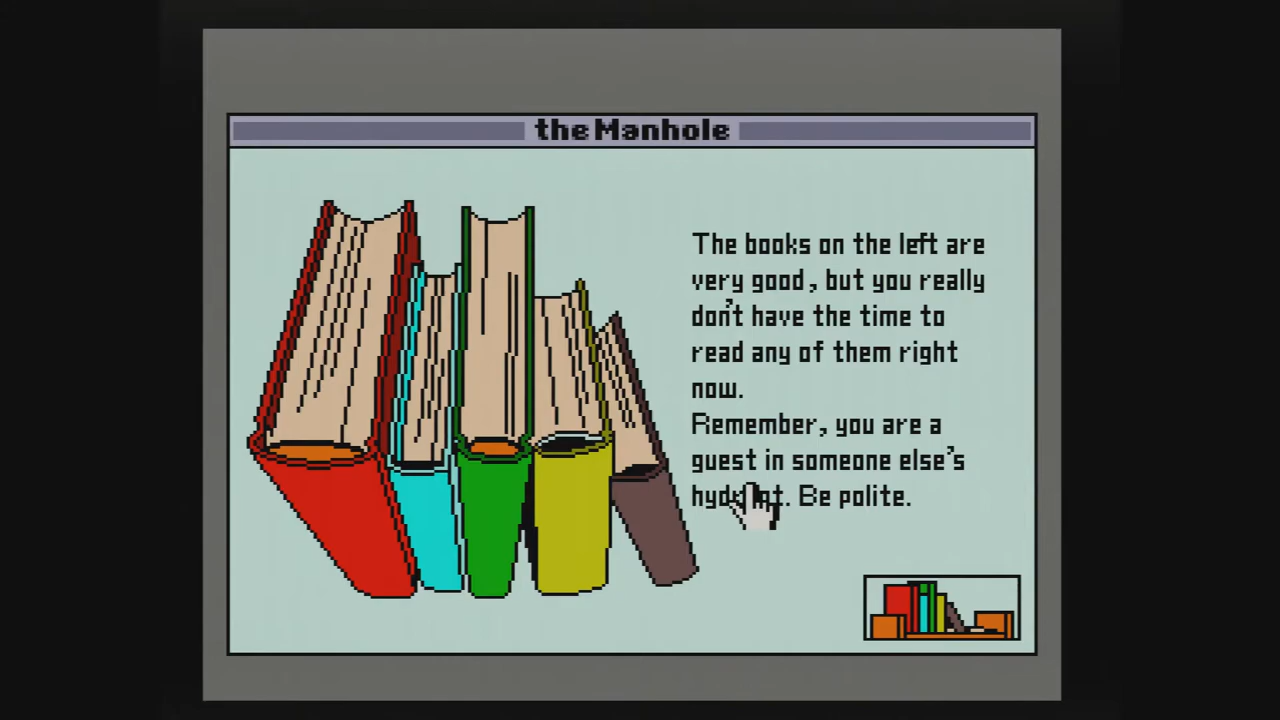 the Manhole
The books on the left are
very good, but you really
don't have the time to
read any of them right
now.
Remember, you are a
guest in someone else's
Be polite.